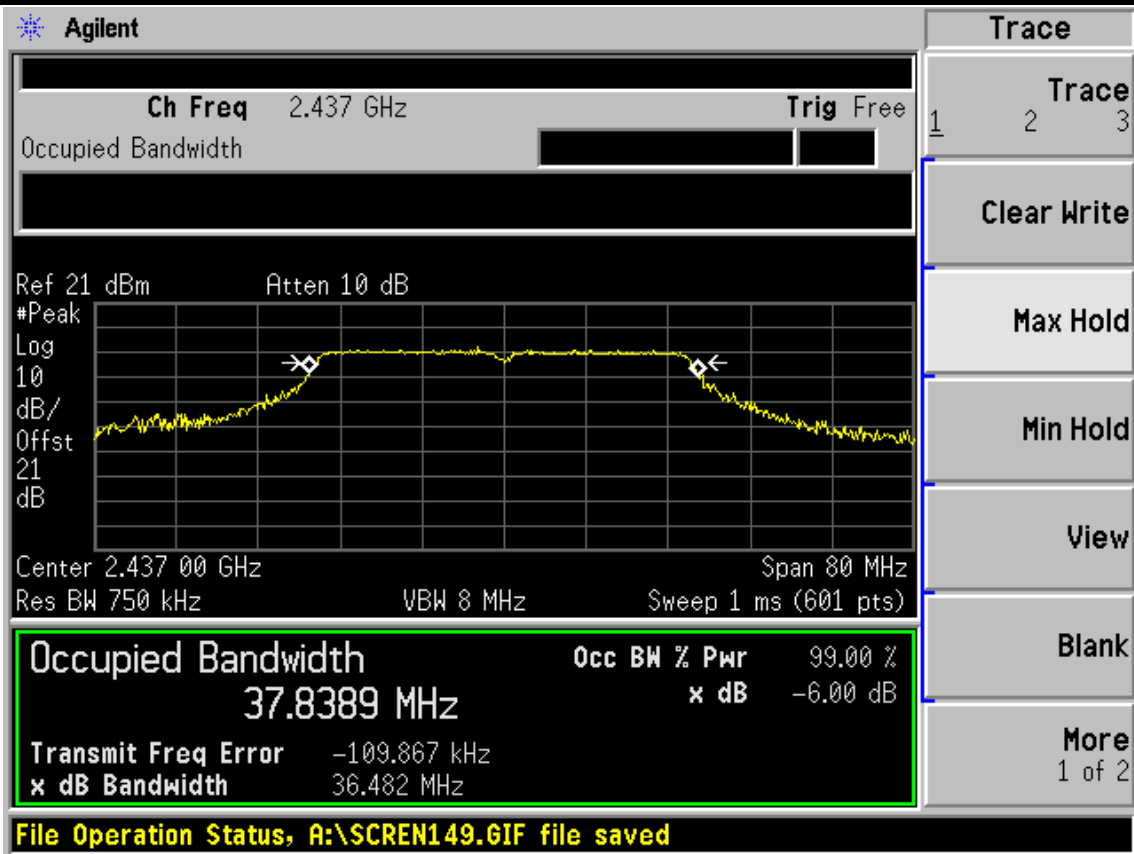 Agilent
Trace
Ch Freq 2.437 GHz Trig Free
Occupied Bandwidth
Trace
1 2 3
Clear Write
Max Hold
Min Hold
View
Blank
More
1 of 2
Ref 21 dBm Atten 10 dB
#Peak
Log
10
dB/
Offst
21
dB
Center 2.437 00 GHz Span 80 MHz
Res BW 750 kHz VBW 8 MHz Sweep 1 ms (601 pts)
Occupied Bandwidth
37.8389 MHz
Occ BW % Pwr 99.00 %
x dB -6.00 dB
Transmit Freq Error -109.867 kHz
x dB Bandwidth 36.482 MHz
File Operation Status, A:\SCREN149.GIF file saved